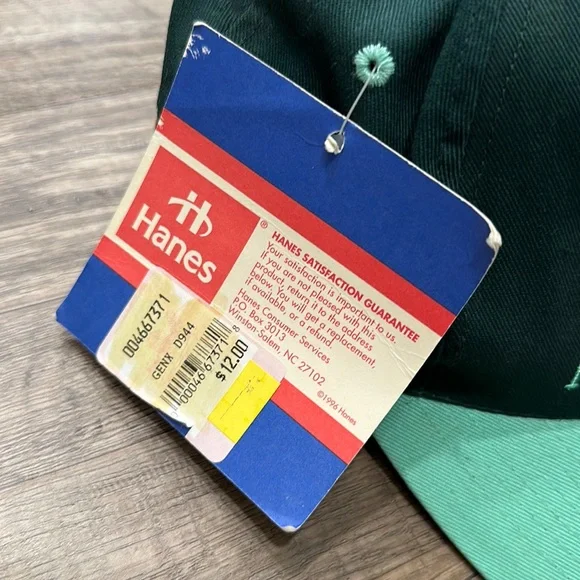 Hanes
®
HANES SATISFACTION GUARANTEE
Your satisfaction is important to us.
If you are not pleased with this
product, return it to the address
below. You will get a replacement,
if available, or a refund.
Hanes Consumer Services
P.O. Box 3013
Winston-Salem, NC 27102
©1996 Hanes
004667371
GENX D944
000046673718
$12.00